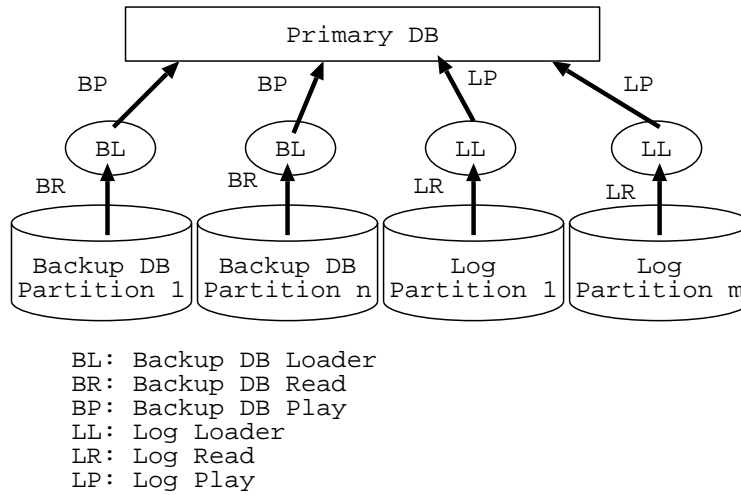 Primary DB
BP BP LP LP
BL BL LL LL
BR BR LR LR
Backup DB Backup DB Log Log
Partition 1 Partition n Partition 1 Partition m
BL: Backup DB Loader
BR: Backup DB Read
BP: Backup DB Play
LL: Log Loader
LR: Log Read
LP: Log Play